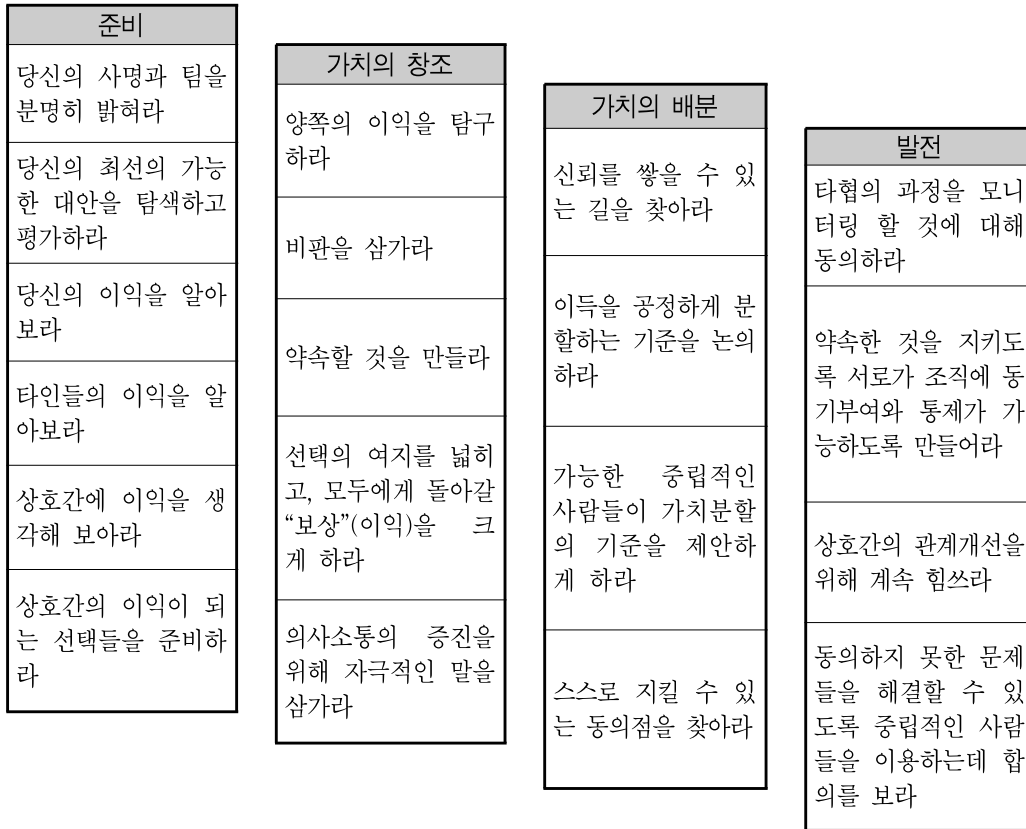 준비
당신의 사명과 팀을
분명히 밝혀라
당신의 최선의 가능
한 대안을 탐색하고
평가하라
당신의 이익을 알아
보라
타인들의 이익을 알
아보라
상호간에 이익을 생
각해 보아라
상호간의 이익이 되
는 선택들을 준비하
라
가치의 창조
양쪽의 이익을 탐구
하라
비판을 삼가라
약속할 것을 만들라
선택의 여지를 넓히
고, 모두에게 돌아갈
“보상”(이익)을 크
게 하라
의사소통의 증진을
위해 자극적인 말을
삼가라
가치의 배분
신뢰를 쌓을 수 있
는 길을 찾아라
이득을 공정하게 분
할하는 기준을 논의
하라
가능한 중립적인
사람들이 가치분할
의 기준을 제안하
게 하라
스스로 지킬 수 있
는 동의점을 찾아라
발전
타협의 과정을 모니
터링 할 것에 대해
동의하라
약속한 것을 지키도
록 서로가 조직에 동
기부여와 통제가 가
능하도록 만들어라
상호간의 관계개선을
위해 계속 힘쓰라
동의하지 못한 문제
들을 해결할 수 있
도록 중립적인 사람
들을 이용하는데 합
의를 보라